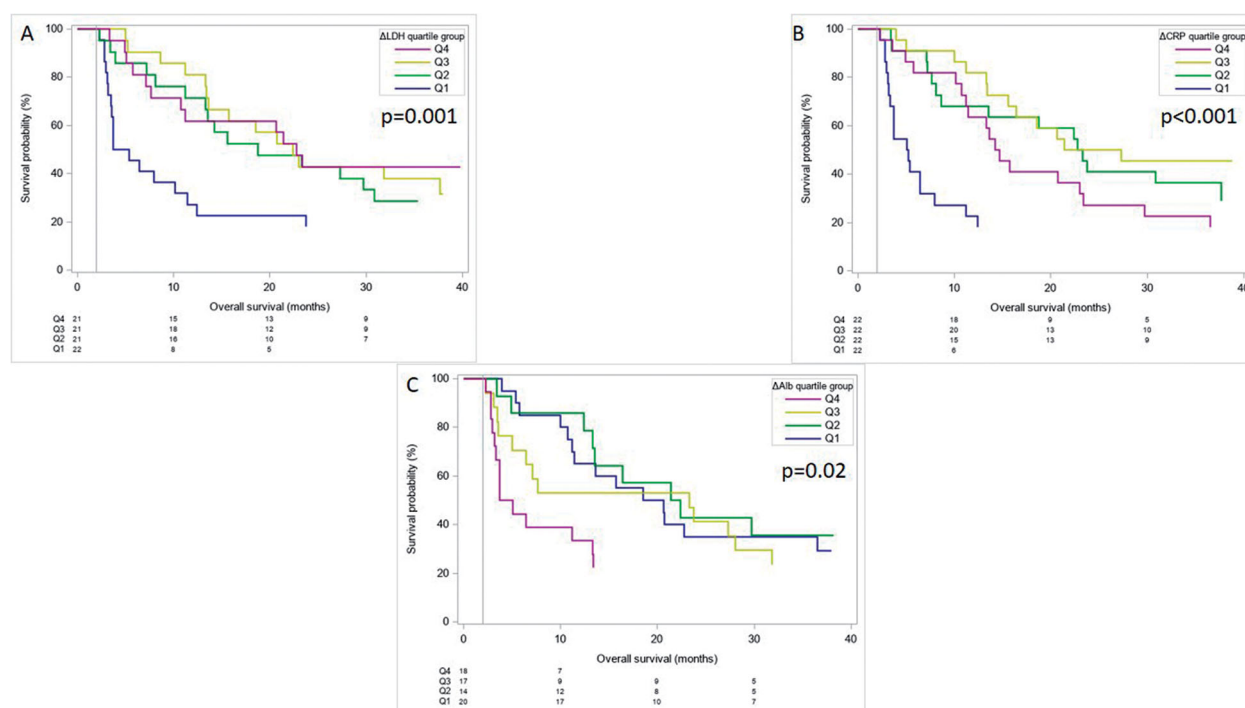 A
ΔLDH quartile group
Q4
Q3
Q2
Q1
p=0.001
Survival probability (%)
100
80
60
40
20
0
0 10 20 30 40
Overall survival (months)
Q4 21 15 13 9
Q3 21 18 12 9
Q2 21 16 10 7
Q1 22 8 5
B
ΔCRP quartile group
Q4
Q3
Q2
Q1
p<0.001
Survival probability (%)
100
80
60
40
20
0
0 10 20 30 40
Overall survival (months)
Q4 22 18 9 5
Q3 22 20 13 10
Q2 22 15 13 9
Q1 22 6
C
ΔAlb quartile group
Q4
Q3
Q2
Q1
p=0.02
Survival probability (%)
100
80
60
40
20
0
0 10 20 30 40
Overall survival (months)
Q4 18 7
Q3 17 9 9 5
Q2 14 12 8 5
Q1 20 17 10 7